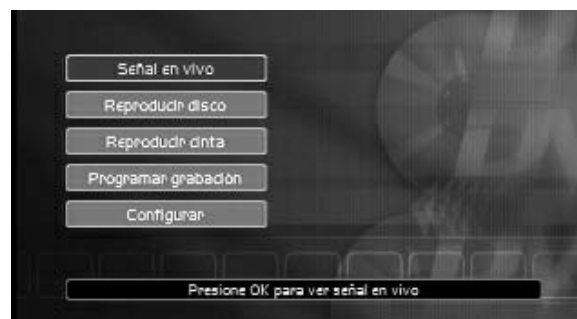 Señal en vivo
Reproducir disco
Reproducir cinta
Programar grabación
Configurar
Presione OK para ver señal en vivo